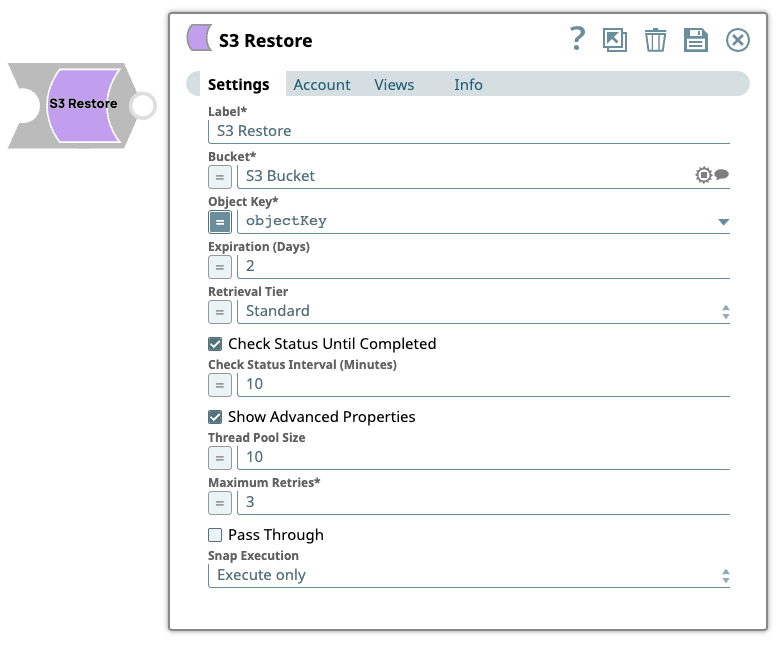 S3 Restore
S3 Restore
?
Settings Account Views Info
Label*
S3 Restore
Bucket*
= S3 Bucket
Object Key*
= objectKey
Expiration (Days)
= 2
Retrieval Tier
= Standard
Check Status Until Completed
Check Status Interval (Minutes)
= 10
Show Advanced Properties
Thread Pool Size
= 10
Maximum Retries*
= 3
Pass Through
Snap Execution
Execute only